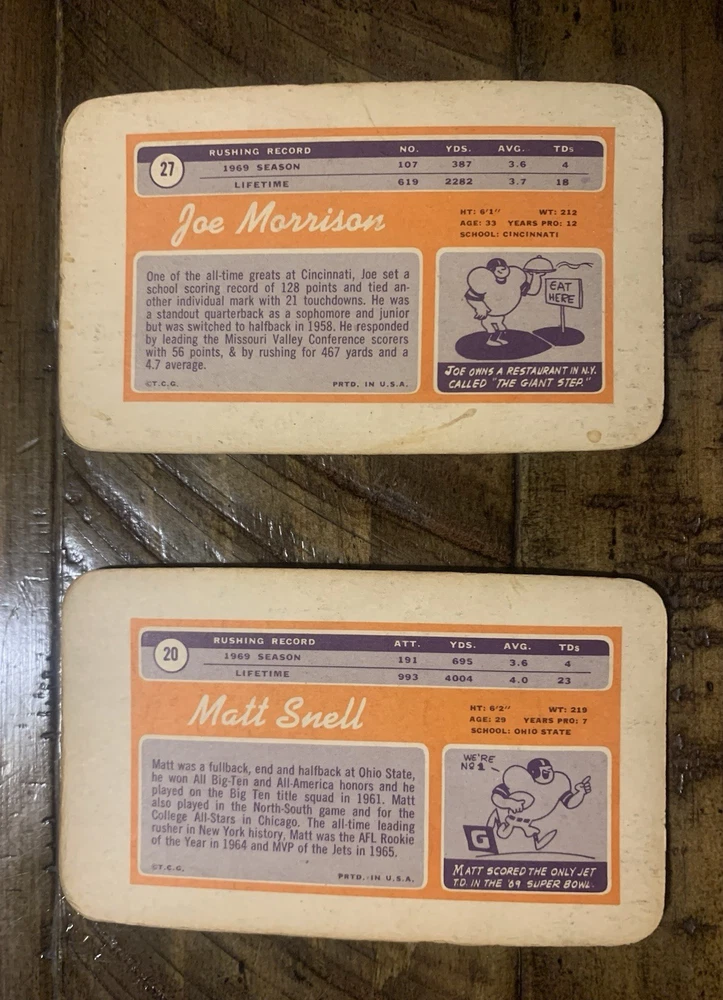 27
RUSHING RECORD NO. YDS. AVG. TDs
1969 SEASON 107 387 3.6 4
LIFETIME 619 2282 3.7 18
Joe Morrison
HT: 6'1" WT: 212
AGE: 33 YEARS PRO: 12
SCHOOL: CINCINNATI
One of the all-time greats at Cincinnati, Joe set a
school scoring record of 128 points and tied an-
other individual mark with 21 touchdowns. He was
a standout quarterback as a sophomore and junior
but was switched to halfback in 1958. He responded
by leading the Missouri Valley Conference scorers
with 56 points, & by rushing for 467 yards and a
4.7 average.
©T.C.G. PRTD. IN U.S.A.
EAT
HERE
JOE OWNS A RESTAURANT IN N.Y.
CALLED "THE GIANT STEP."
20
RUSHING RECORD ATT. YDS. AVG. TDs
1969 SEASON 191 695 3.6 4
LIFETIME 993 4004 4.0 23
Matt Snell
HT: 6'2" WT: 219
AGE: 29 YEARS PRO: 7
SCHOOL: OHIO STATE
Matt was a fullback, end and halfback at Ohio State,
he won All Big-Ten and All-America honors and he
played on the Big Ten title squad in 1961. Matt
also played in the North-South game and for the
College All-Stars in Chicago. The all-time leading
rusher in New York history, Matt was the AFL Rookie
of the Year in 1964 and MVP of the Jets in 1965.
©T.C.G. PRTD. IN U.S.A.
WE'RE
NO 1
G
MATT SCORED THE ONLY JET
T.D. IN THE '69 SUPER BOWL.